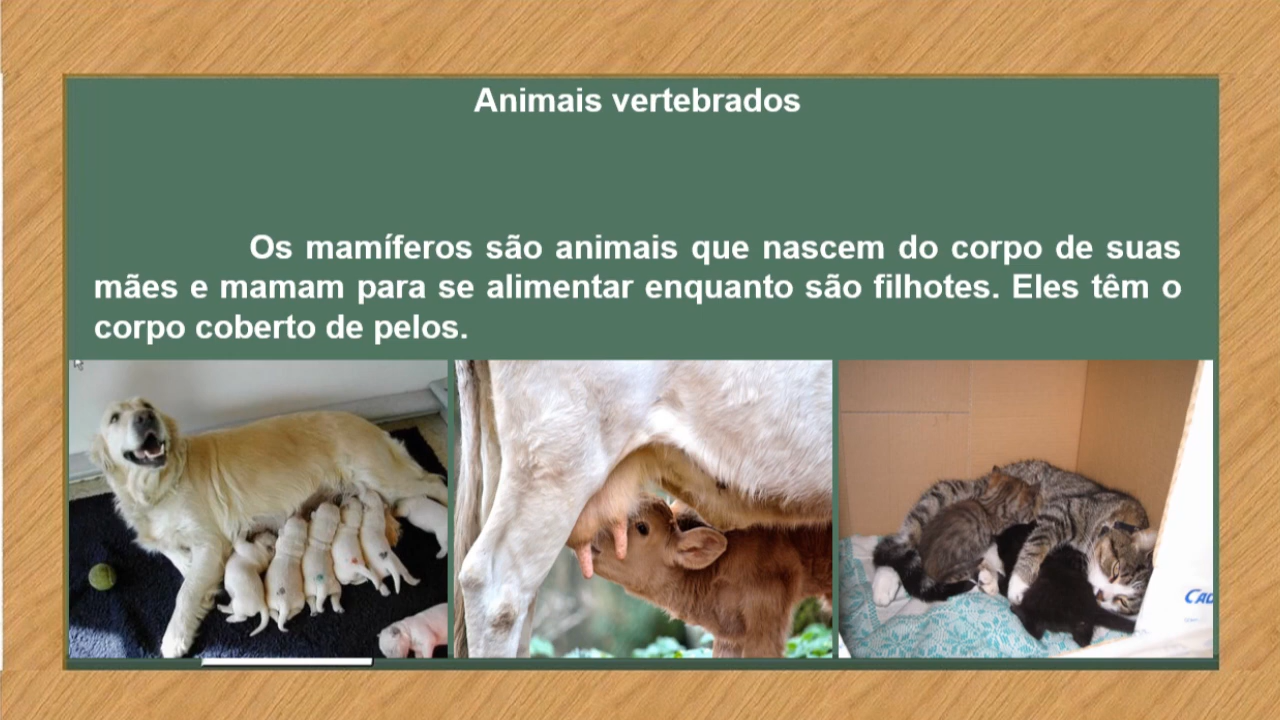 Animais vertebrados
Os mamíferos são animais que nascem do corpo de suas
mães e mamam para se alimentar enquanto são filhotes. Eles têm o
corpo coberto de pelos.